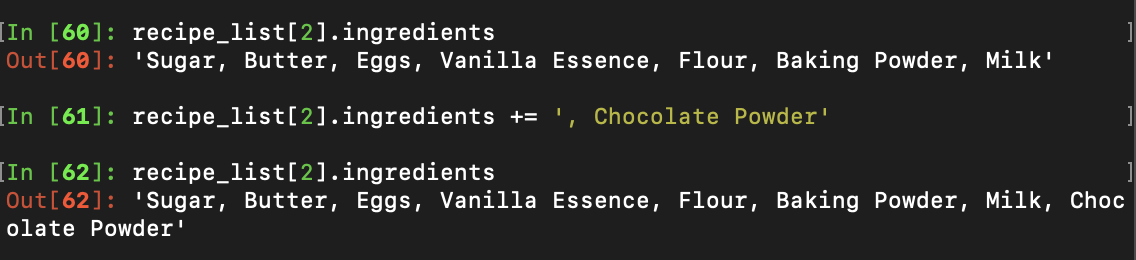 [In [60]: recipe_list[2].ingredients ]
Out[60]: 'Sugar, Butter, Eggs, Vanilla Essence, Flour, Baking Powder, Milk'
[In [61]: recipe_list[2].ingredients += ', Chocolate Powder' ]
[In [62]: recipe_list[2].ingredients ]
Out[62]: 'Sugar, Butter, Eggs, Vanilla Essence, Flour, Baking Powder, Milk, Choc
olate Powder'